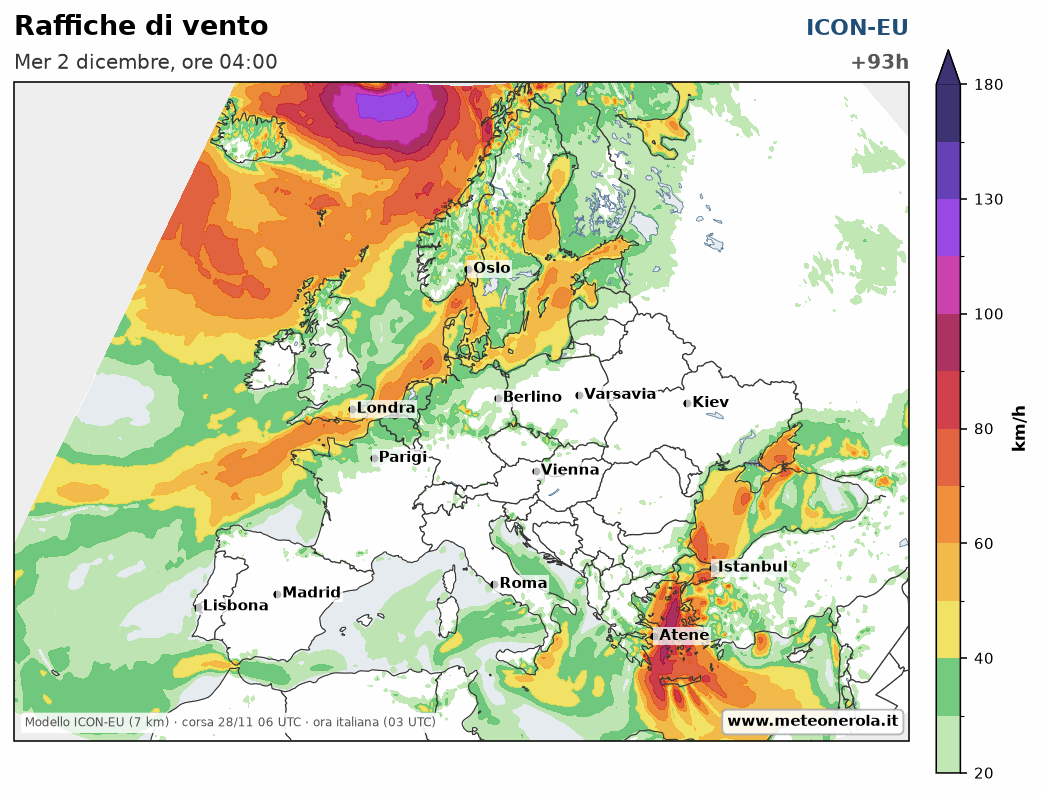 Raffiche di vento
ICON-EU
Mer 2 dicembre, ore 04:00
+93h
180
130
100
80
60
40
20
km/h
Oslo
Berlino
Varsavia
Kiev
Londra
Parigi
Vienna
Istanbul
Roma
Madrid
Lisbona
Atene
Modello ICON-EU (7 km) · corsa 28/11 06 UTC · ora italiana (03 UTC)
www.meteonerola.it